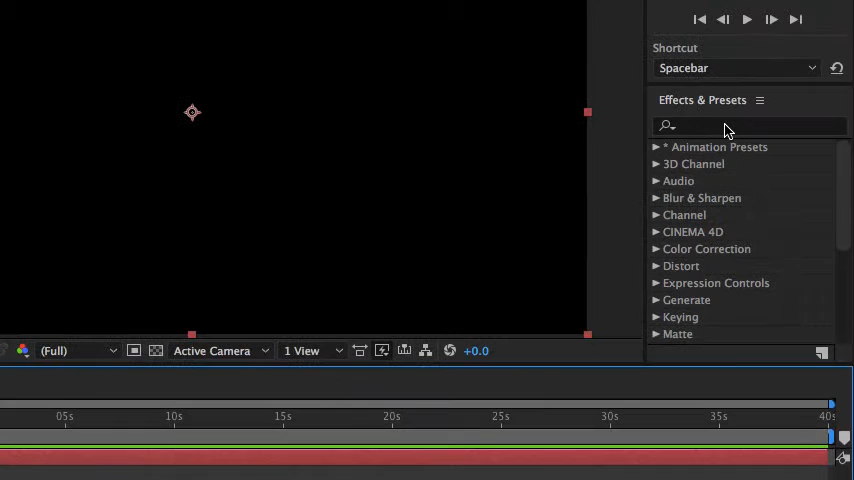 Shortcut
Spacebar
Effects & Presets
* Animation Presets
3D Channel
Audio
Blur & Sharpen
Channel
CINEMA 4D
Color Correction
Distort
Expression Controls
Generate
Keying
Matte
(Full) Active Camera 1 View +0.0
05s 10s 15s 20s 25s 30s 35s 40s